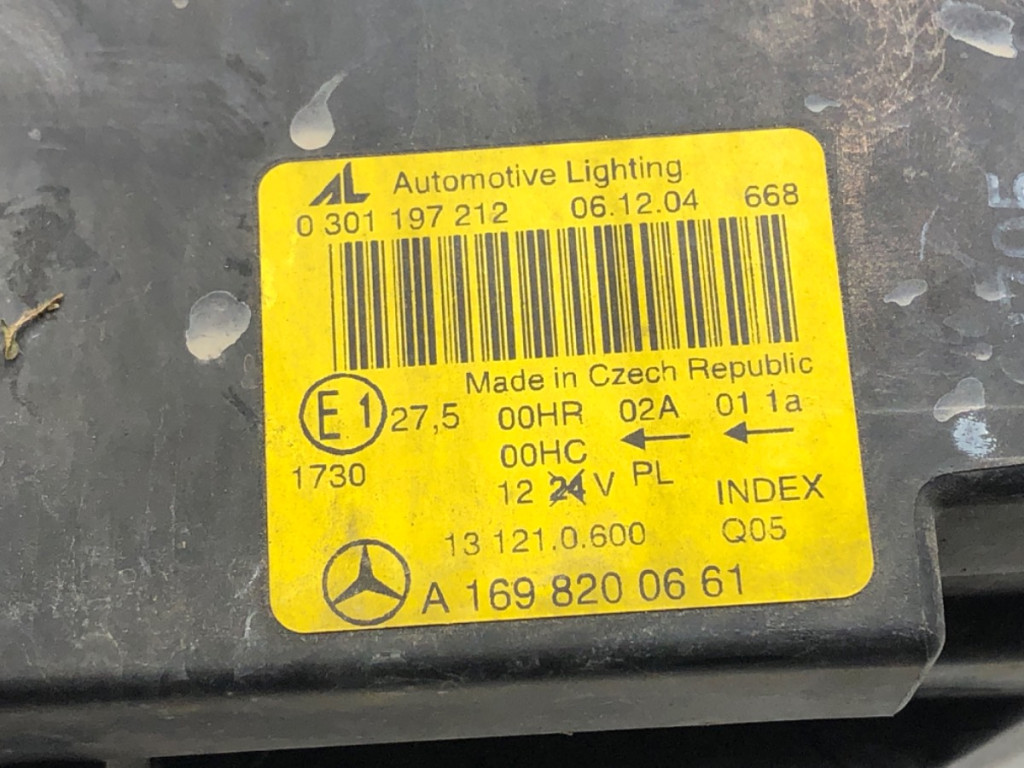 AL Automotive Lighting
0 301 197 212 06.12.04 668
Made in Czech Republic
E1 27,5 00HR 02A 01 1a
00HC ← ←
1730 12 24 V PL INDEX
13 121.0.600 Q05
A 169 820 06 61